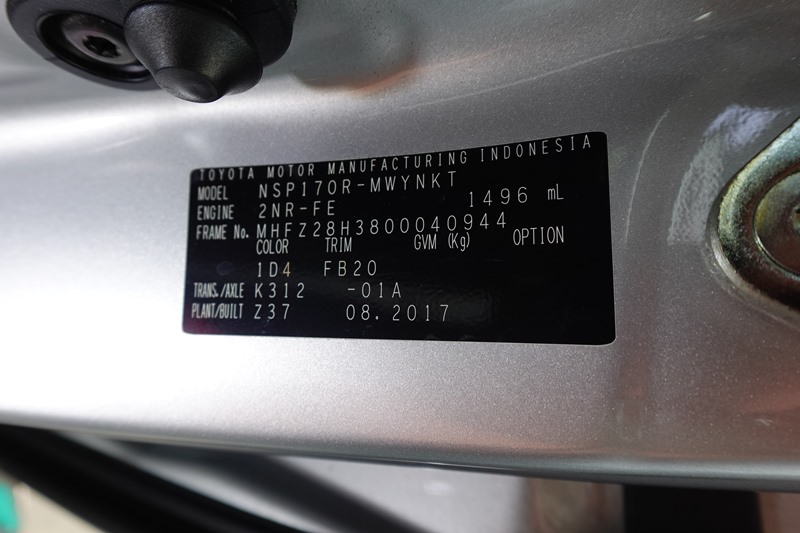 TOYOTA MOTOR MANUFACTURING INDONESIA
MODEL NSP170R-MWYNKT
ENGINE 2NR-FE 1496 mL
FRAME No. MHFZ28H3800040944
COLOR TRIM GVM (Kg) OPTION
1D4 FB20
TRANS./AXLE K312 -01A
PLANT/BUILT Z37 08.2017